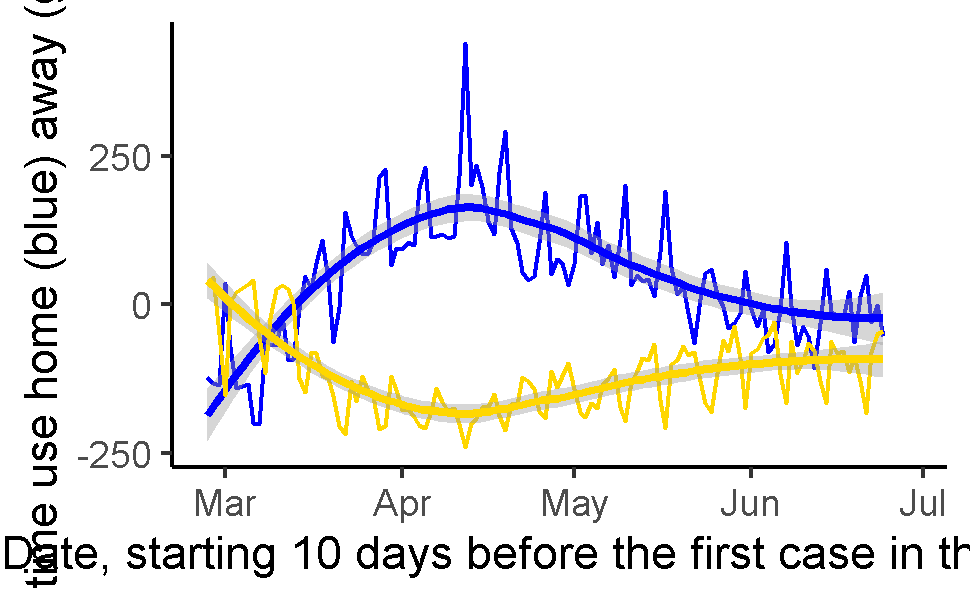 time use home (blue) away (
250
0
-250
Mar Apr May Jun Jul
Date, starting 10 days before the first case in